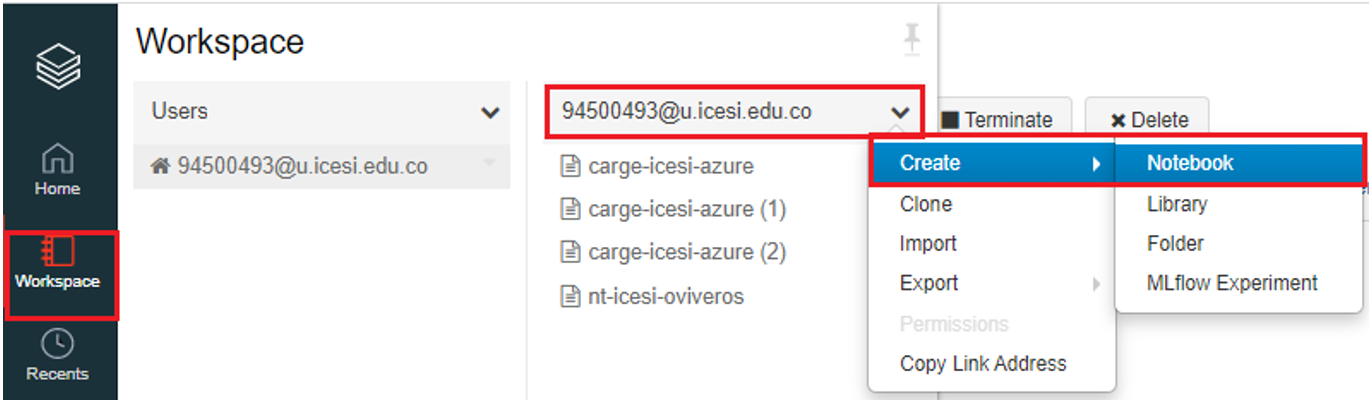 Workspace
Users
94500493@u.icesi.edu.co
94500493@u.icesi.edu.co
carge-icesi-azure
carge-icesi-azure (1)
carge-icesi-azure (2)
nt-icesi-oviveros
Terminate
Delete
Create
Clone
Import
Export
Permissions
Copy Link Address
Notebook
Library
Folder
MLflow Experiment
Home
Workspace
Recents